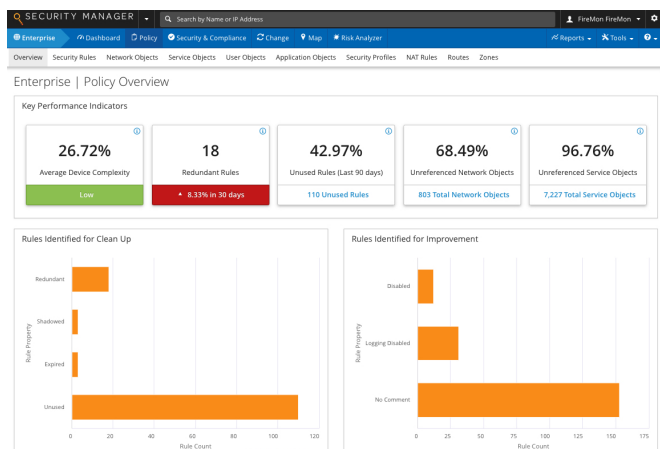 SECURITY MANAGER
Search by Name or IP Address
FireMon FireMon
Enterprise Dashboard Policy Security & Compliance Change Map Risk Analyzer Reports Tools
Overview Security Rules Network Objects Service Objects User Objects Application Objects Security Profiles NAT Rules Routes Zones
Enterprise | Policy Overview
Key Performance Indicators
26.72%
Average Device Complexity
Low
18
Redundant Rules
8.33% in 30 days
42.97%
Unused Rules (Last 90 days)
110 Unused Rules
68.49%
Unreferenced Network Objects
803 Total Network Objects
96.76%
Unreferenced Service Objects
7,227 Total Service Objects
Rules Identified for Clean Up
Rule Property
Redundant
Shadowed
Expired
Unused
0 20 40 60 80 100 120
Rule Count
Rules Identified for Improvement
Rule Property
Disabled
Logging Disabled
No Comment
0 25 50 75 100 125 150 175
Rule Count